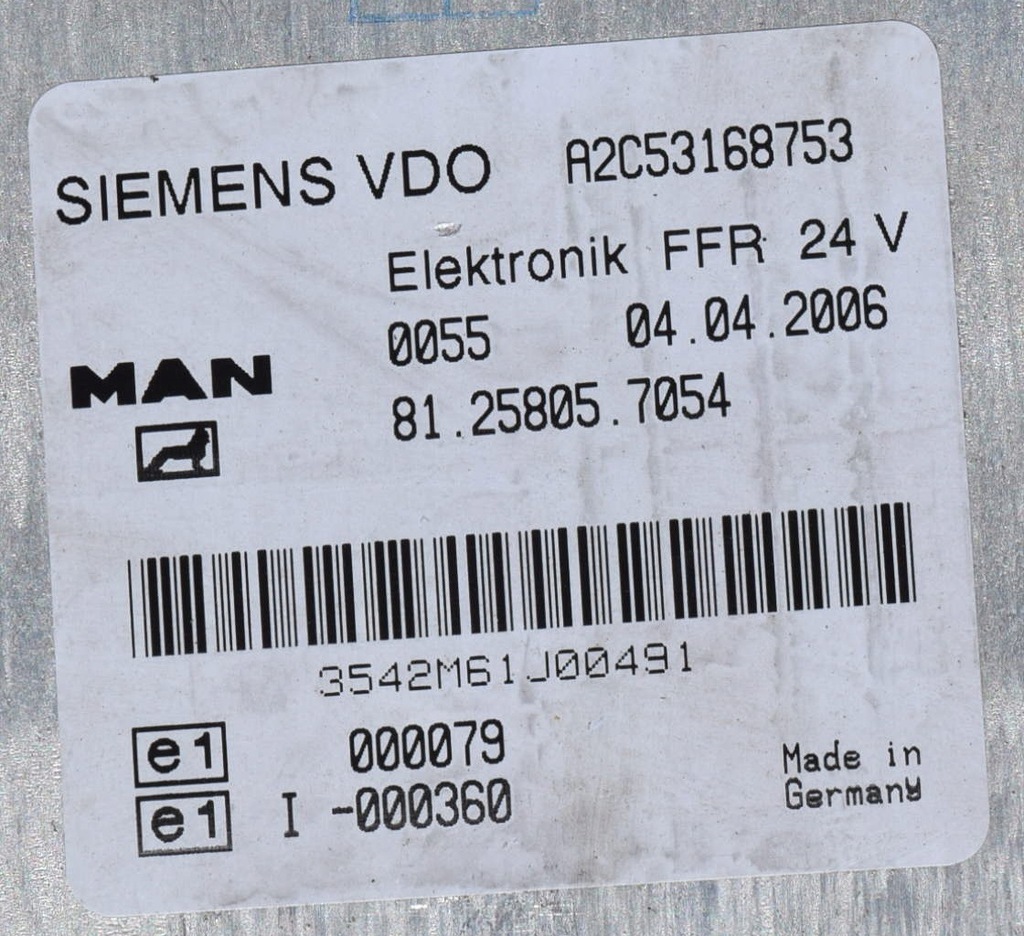 SIEMENS VDO A2C53168753
Elektronik FFR 24 V
0055 04.04.2006
MAN
81.25805.7054
3542M61J00491
e1 000079
Made in
e1 I -000360
Germany